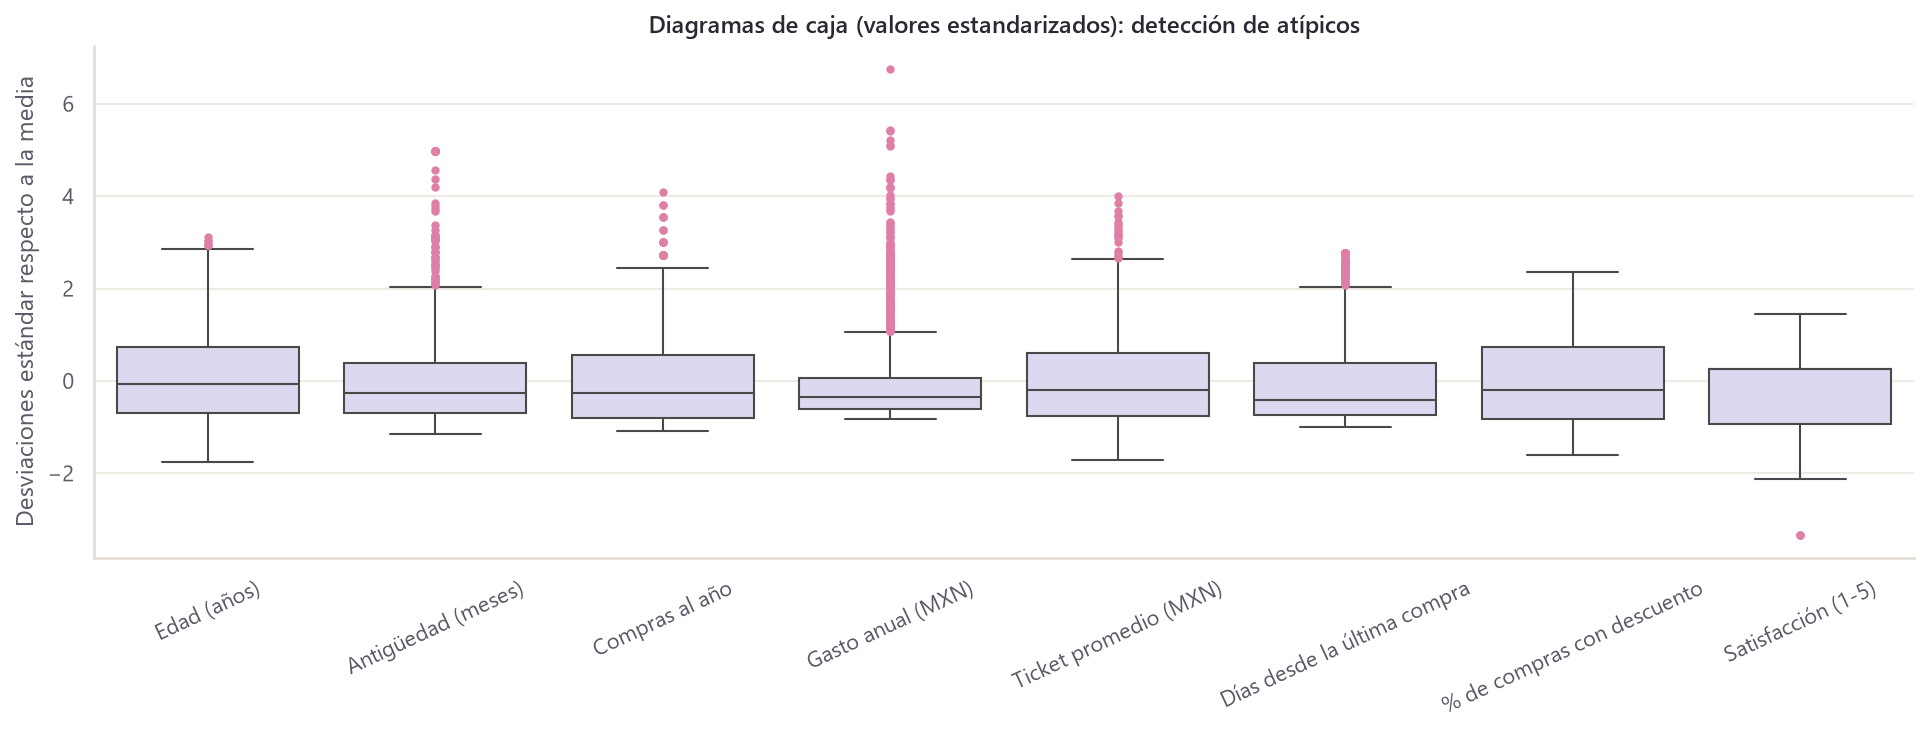 Diagramas de caja (valores estandarizados): detección de atípicos
Desviaciones estándar respecto a la media
6
4
2
0
−2
Edad (años)
Antigüedad (meses)
Compras al año
Gasto anual (MXN)
Ticket promedio (MXN)
Días desde la última compra
% de compras con descuento
Satisfacción (1-5)